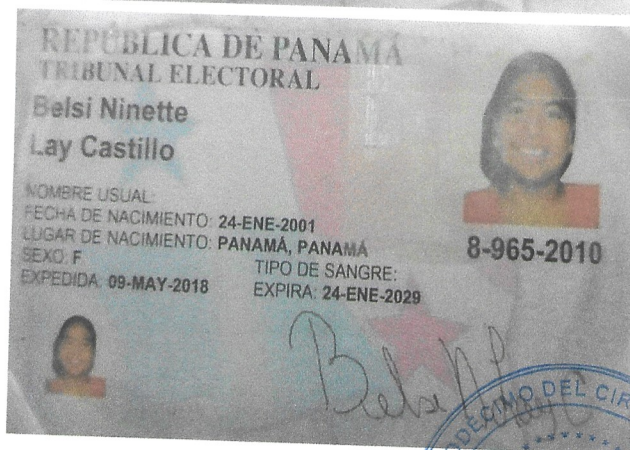 REPÚBLICA DE PANAMÁ
TRIBUNAL ELECTORAL
Belsi Ninette
Lay Castillo
NOMBRE USUAL:
FECHA DE NACIMIENTO: 24-ENE-2001
LUGAR DE NACIMIENTO: PANAMÁ, PANAMÁ
SEXO: F
TIPO DE SANGRE:
EXPEDIDA: 09-MAY-2018
EXPIRA: 24-ENE-2029
8-965-2010
Belsi N L
DEL CIR